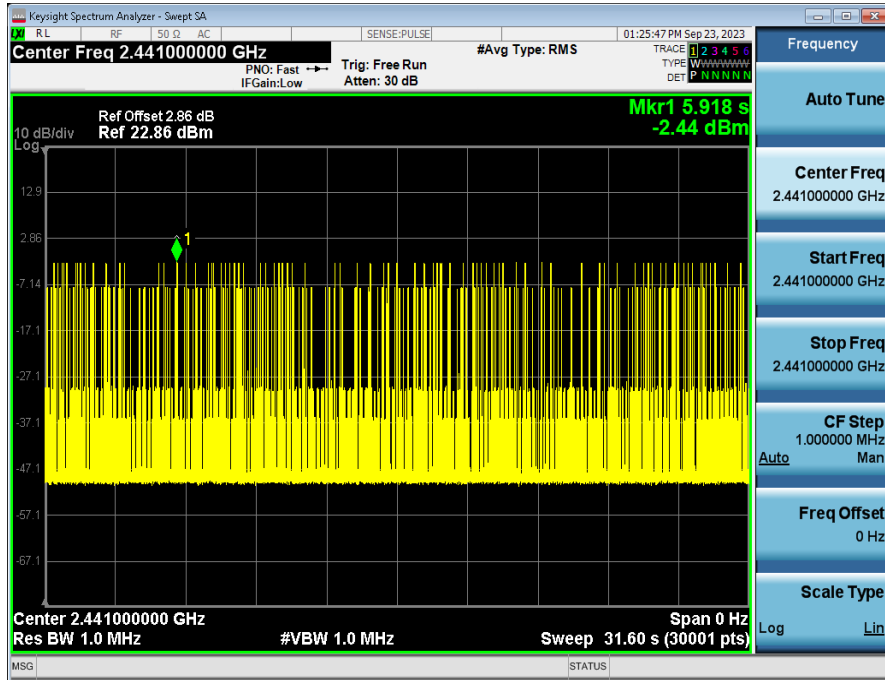 Keysight Spectrum Analyzer - Swept SA
LXI RL RF 50 Ω AC SENSE:PULSE 01:25:47 PM Sep 23, 2023
Center Freq 2.441000000 GHz
PNO: Fast
IFGain:Low
Trig: Free Run
Atten: 30 dB
#Avg Type: RMS
TRACE 1 2 3 4 5 6
TYPE W WWWWW
DET P N N N N N
Mkr1 5.918 s
-2.44 dBm
Ref Offset 2.86 dB
10 dB/div Ref 22.86 dBm
Log
1
12.9
2.86
-7.14
-17.1
-27.1
-37.1
-47.1
-57.1
-67.1
Center 2.441000000 GHz Span 0 Hz
Res BW 1.0 MHz #VBW 1.0 MHz Sweep 31.60 s (30001 pts)
MSG STATUS
Frequency
Auto Tune
Center Freq
2.441000000 GHz
Start Freq
2.441000000 GHz
Stop Freq
2.441000000 GHz
CF Step
1.000000 MHz
Auto Man
Freq Offset
0 Hz
Scale Type
Log Lin